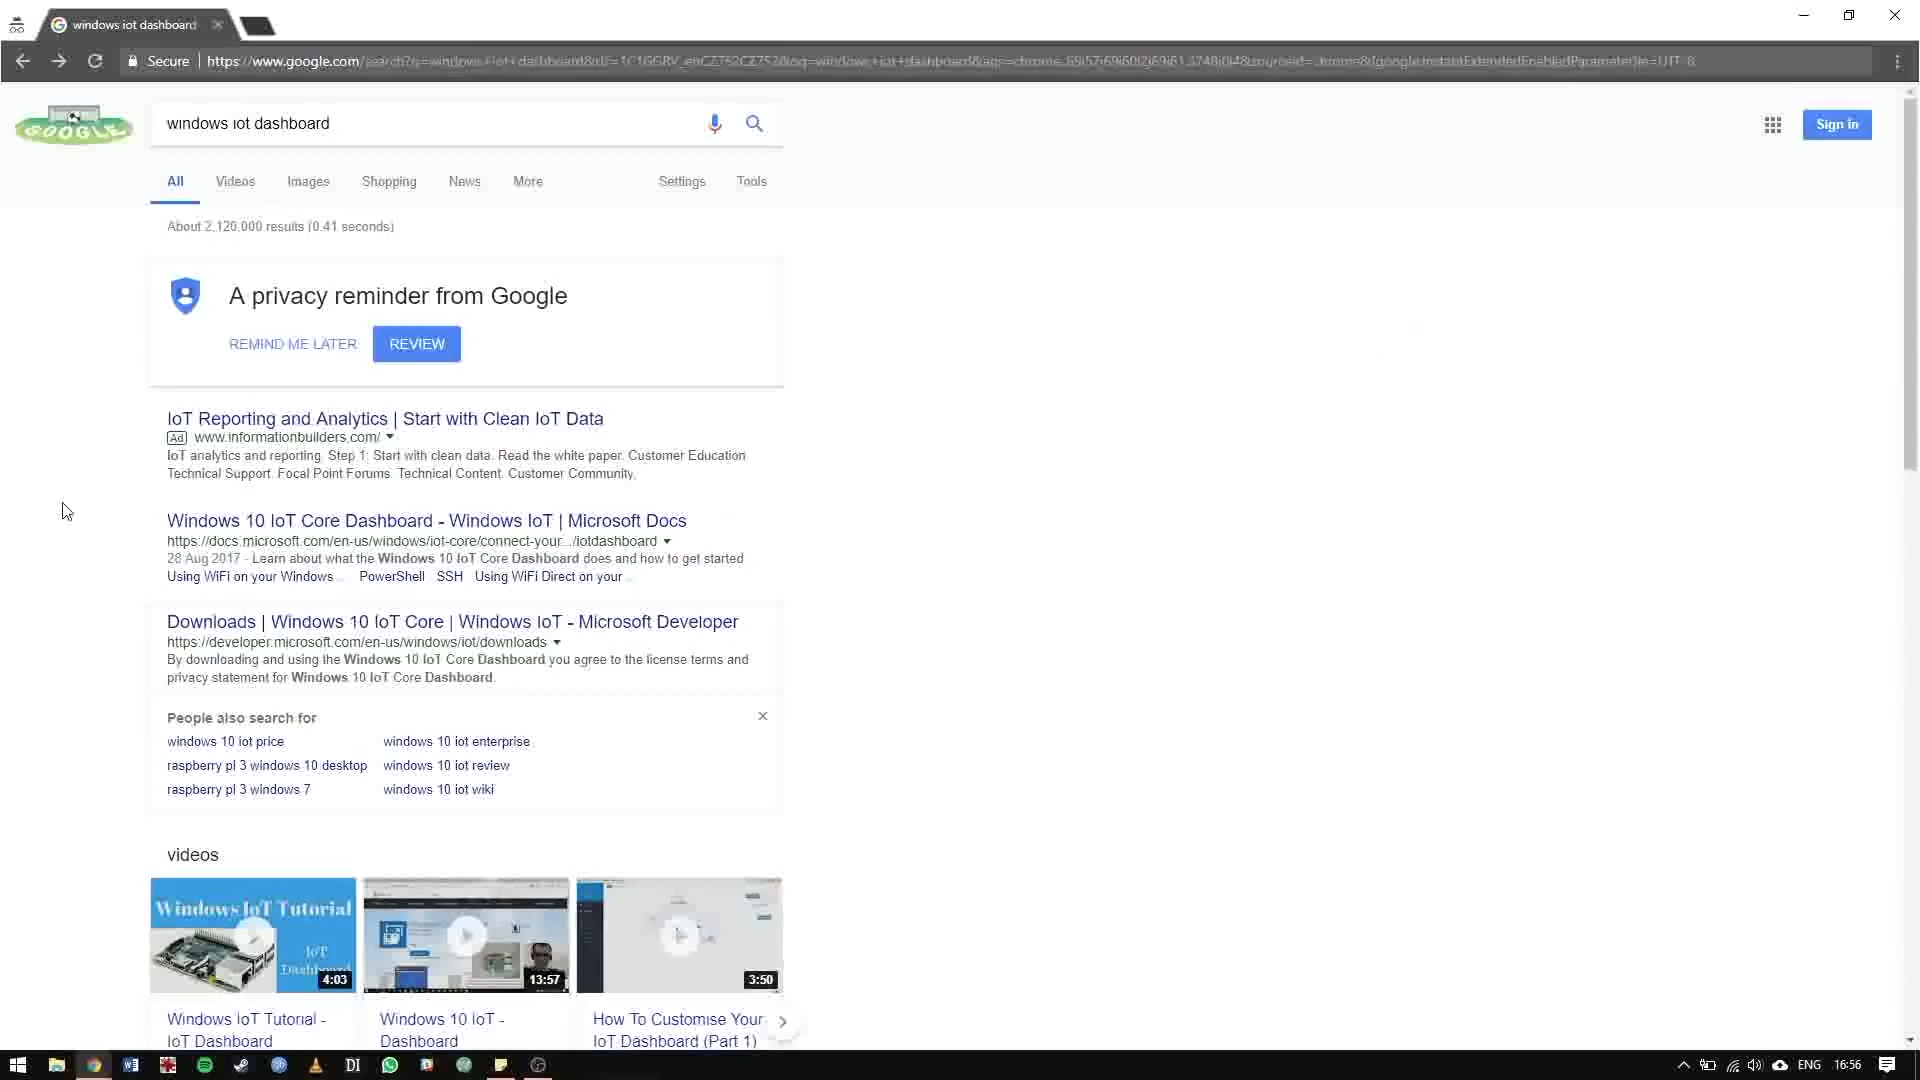 windows iot dashboard
Secure
https://www.google.com
GOOGLE
windows iot dashboard
Sign in
All Videos Images Shopping News More Settings Tools
About 2,120,000 results (0.41 seconds)
A privacy reminder from Google
REMIND ME LATER REVIEW
IoT Reporting and Analytics | Start with Clean IoT Data
Ad www.informationbuilders.com/
IoT analytics and reporting. Step 1: Start with clean data. Read the white paper. Customer Education
Technical Support. Focal Point Forums. Technical Content. Customer Community.
Windows 10 IoT Core Dashboard - Windows IoT | Microsoft Docs
https://docs.microsoft.com/en-us/windows/iot-core/connect-your.../iotdashboard
28 Aug 2017 - Learn about what the Windows 10 IoT Core Dashboard does and how to get started
Using WiFi on your Windows ... PowerShell SSH Using WiFi Direct on your ...
Downloads | Windows 10 IoT Core | Windows IoT - Microsoft Developer
https://developer.microsoft.com/en-us/windows/iot/downloads
By downloading and using the Windows 10 IoT Core Dashboard you agree to the license terms and
privacy statement for Windows 10 IoT Core Dashboard.
People also search for
windows 10 iot price windows 10 iot enterprise
raspberry pi 3 windows 10 desktop windows 10 iot review
raspberry pi 3 windows 7 windows 10 iot wiki
videos
Windows IoT Tutorial
IoT
Dashboard
4:03
13:57
3:50
Windows IoT Tutorial -
IoT Dashboard
Windows 10 IoT -
Dashboard
How To Customise Your
IoT Dashboard (Part 1)
DI
ENG 16:56